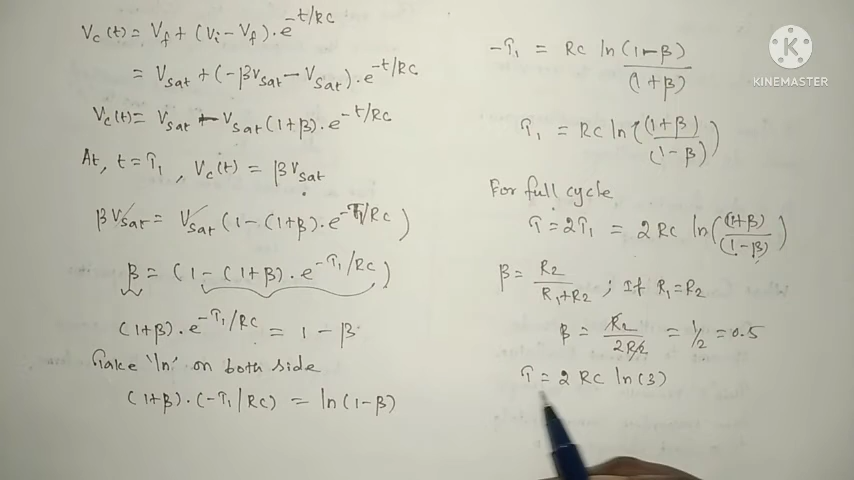 Vc(t) = Vf + (Vi - Vf) . e^-t/RC
= Vsat + (-βVsat - Vsat) . e^-t/RC
Vc(t) = Vsat - Vsat (1+β) . e^-t/RC
At, t = T1 , Vc(t) = βVsat
βVsat = Vsat (1 - (1+β) . e^-T1/RC)
β = (1 - (1+β) . e^-T1/RC)
(1+β) . e^-T1/RC = 1 - β
Take 'ln' on both side
(1+β) . (-T1/RC) = ln(1-β)
-T1 = RC ln (1-β)/(1+β)
T1 = RC ln((1+β)/(1-β))
For full cycle
T = 2T1 = 2RC ln((1+β)/(1-β))
β = R2/R1+R2 ; If R1 = R2
β = R2/2R2 = 1/2 = 0.5
T = 2 RC ln(3)
KINEMASTER